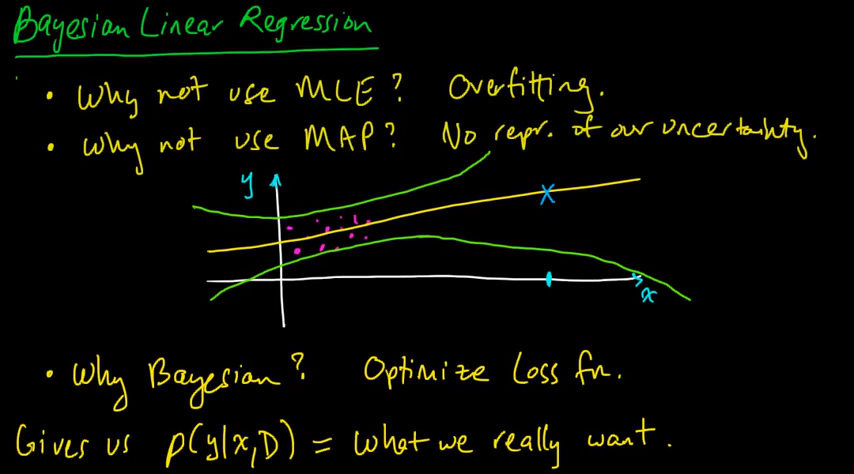 Bayesian Linear Regression
• Why not use MLE? Overfitting.
• Why not use MAP? No repr. of our uncertainty.
y
x
x
• Why Bayesian? Optimize Loss fn.
Gives us p(y|x,D) = what we really want.